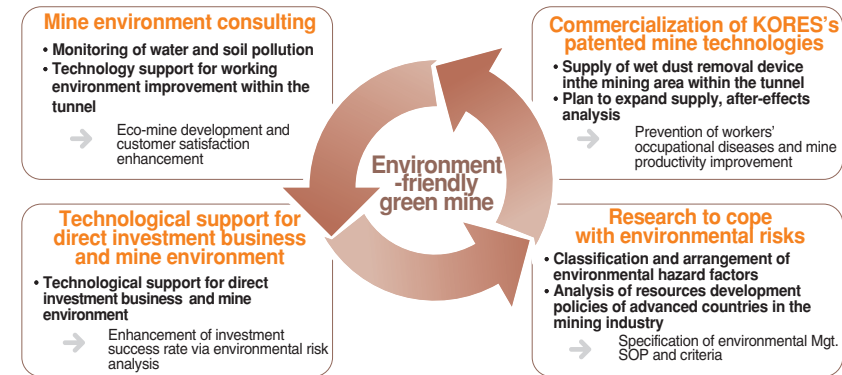 Mine environment consulting
• Monitoring of water and soil pollution
• Technology support for working
environment improvement within the
tunnel
Eco-mine development and
customer satisfaction
enhancement
Commercialization of KORES's
patented mine technologies
• Supply of wet dust removal device
inthe mining area within the tunnel
• Plan to expand supply, after-effects
analysis
Prevention of workers'
occupational diseases and mine
productivity improvement
Environment
-friendly
green mine
Technological support for
direct investment business
and mine environment
• Technological support for direct
investment business and mine
environment
Enhancement of investment
success rate via environmental risk
analysis
Research to cope
with environmental risks
• Classification and arrangement of
environmental hazard factors
• Analysis of resources development
policies of advanced countries in the
mining industry
Specification of environmental Mgt.
SOP and criteria